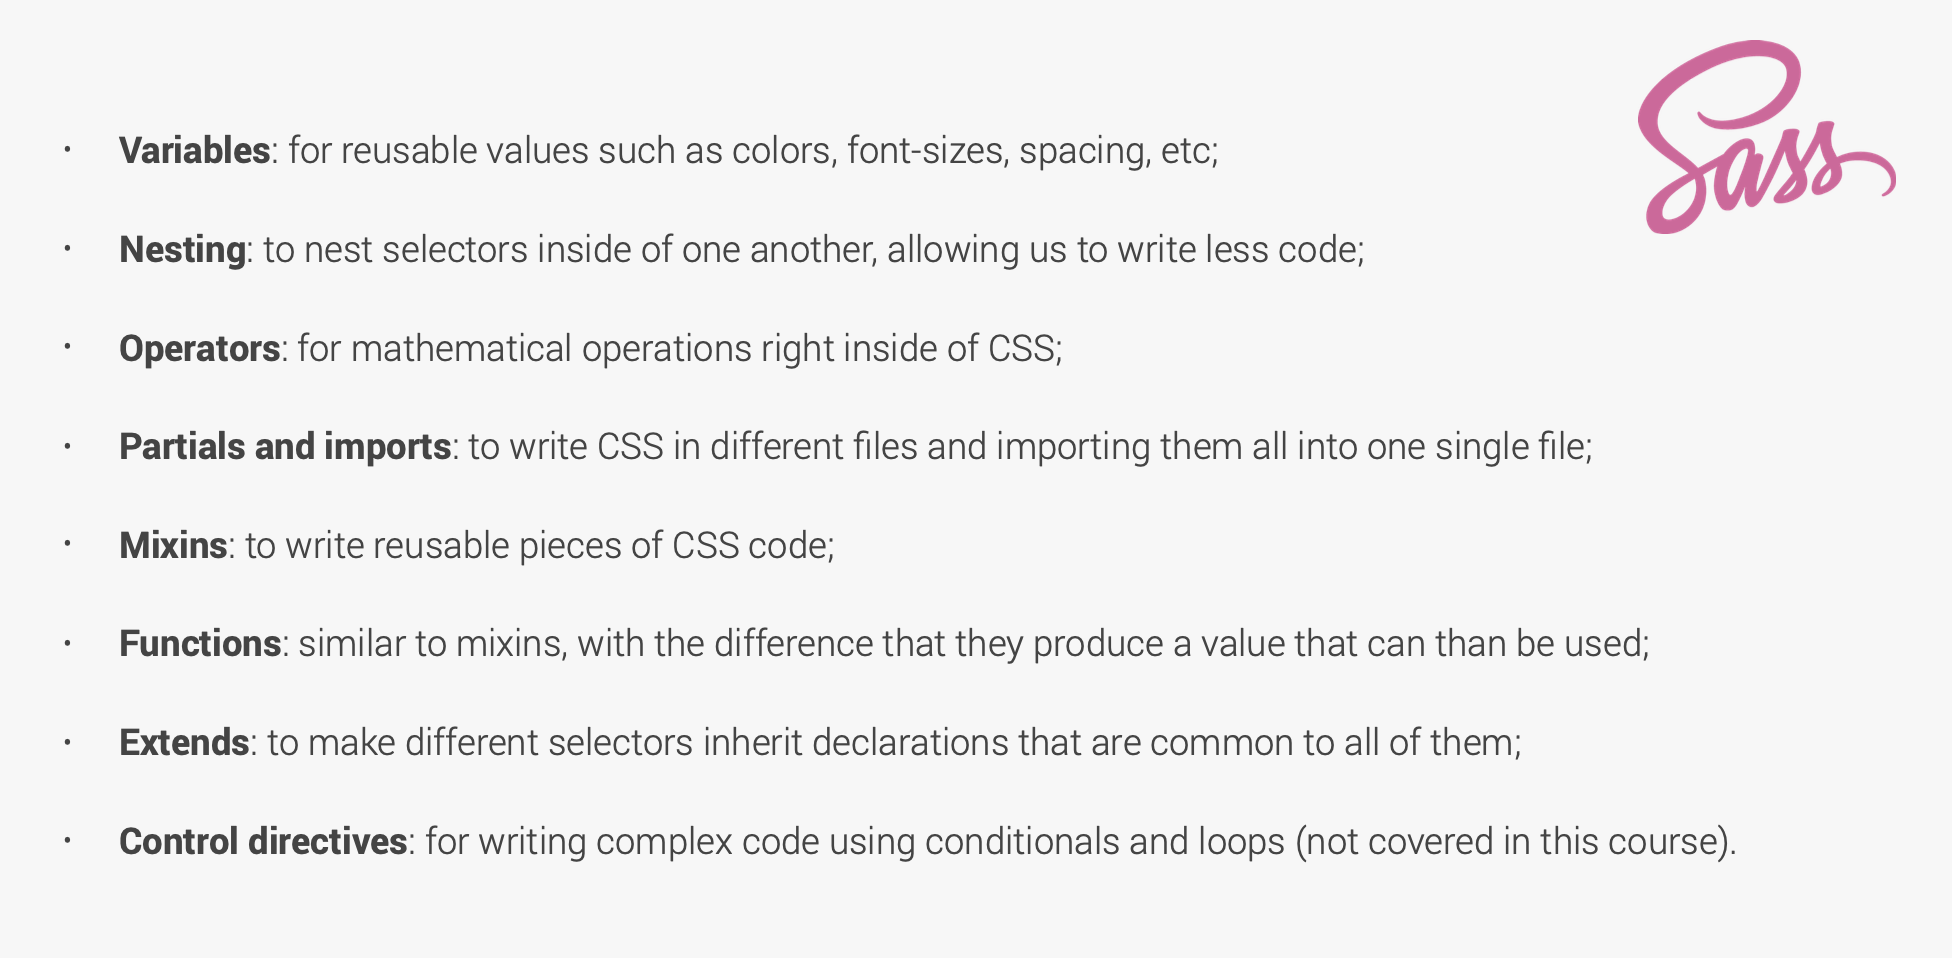 Sass
· Variables: for reusable values such as colors, font-sizes, spacing, etc;
· Nesting: to nest selectors inside of one another, allowing us to write less code;
· Operators: for mathematical operations right inside of CSS;
· Partials and imports: to write CSS in different files and importing them all into one single file;
· Mixins: to write reusable pieces of CSS code;
· Functions: similar to mixins, with the difference that they produce a value that can than be used;
· Extends: to make different selectors inherit declarations that are common to all of them;
· Control directives: for writing complex code using conditionals and loops (not covered in this course).